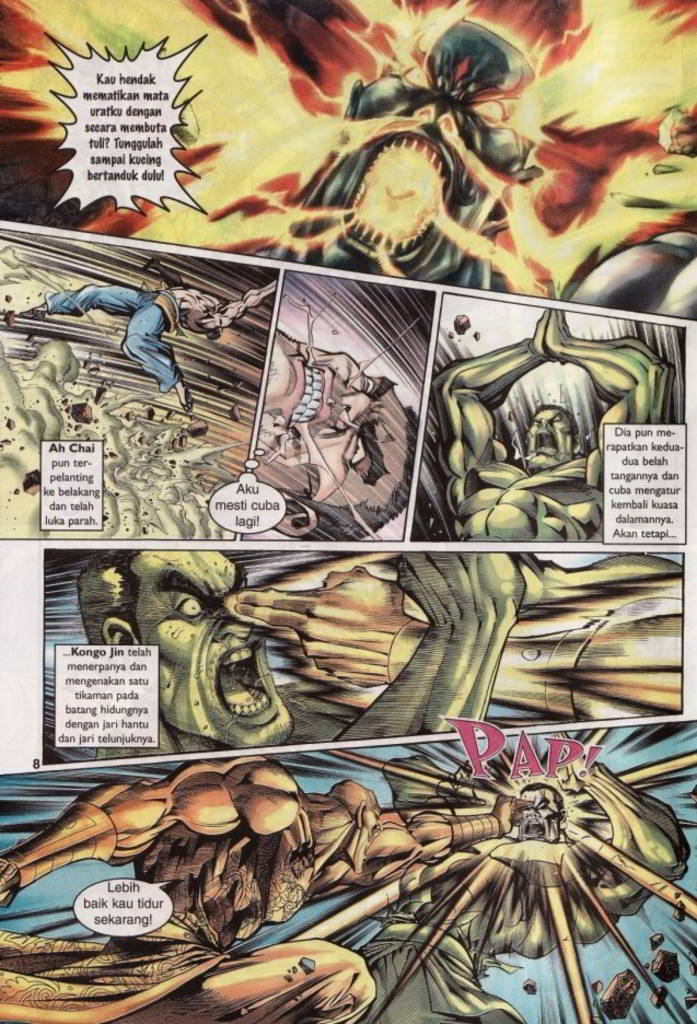 Kau hendak
mematikan mata
uratku dengan
secara membuta
tuli? Tunggulah
sampai kucing
bertanduk dulu!
Ah Chai
pun ter-
pelanting
ke belakang
dan telah
luka parah.
Aku
mesti cuba
lagi!
Dia pun me-
rapatkan kedua-
dua belah
tangannya dan
cuba mengatur
kembali kuasa
dalamannya.
Akan tetapi...
...Kongo Jin telah
menerpanya dan
mengenakan satu
tikaman pada
batang hidungnya
dengan jari hantu
dan jari telunjuknya.
8
PAP!
Lebih
baik kau tidur
sekarang!